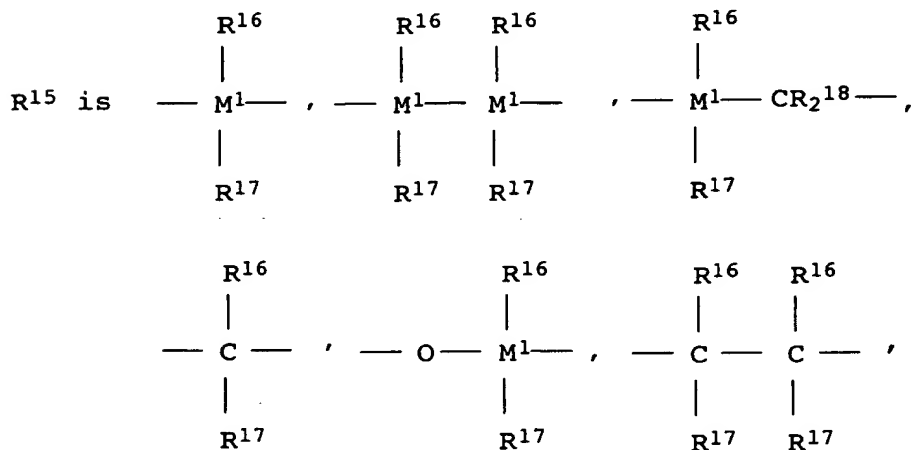 R16 R16 R16 R16
R15 is — M1 — , — M1 — M1 — , — M1 — CR218 — ,
R17 R17 R17 R17
R16 R16 R16 R16
— C — , — O — M1 — , — C — C — ,
R17 R17 R17 R17